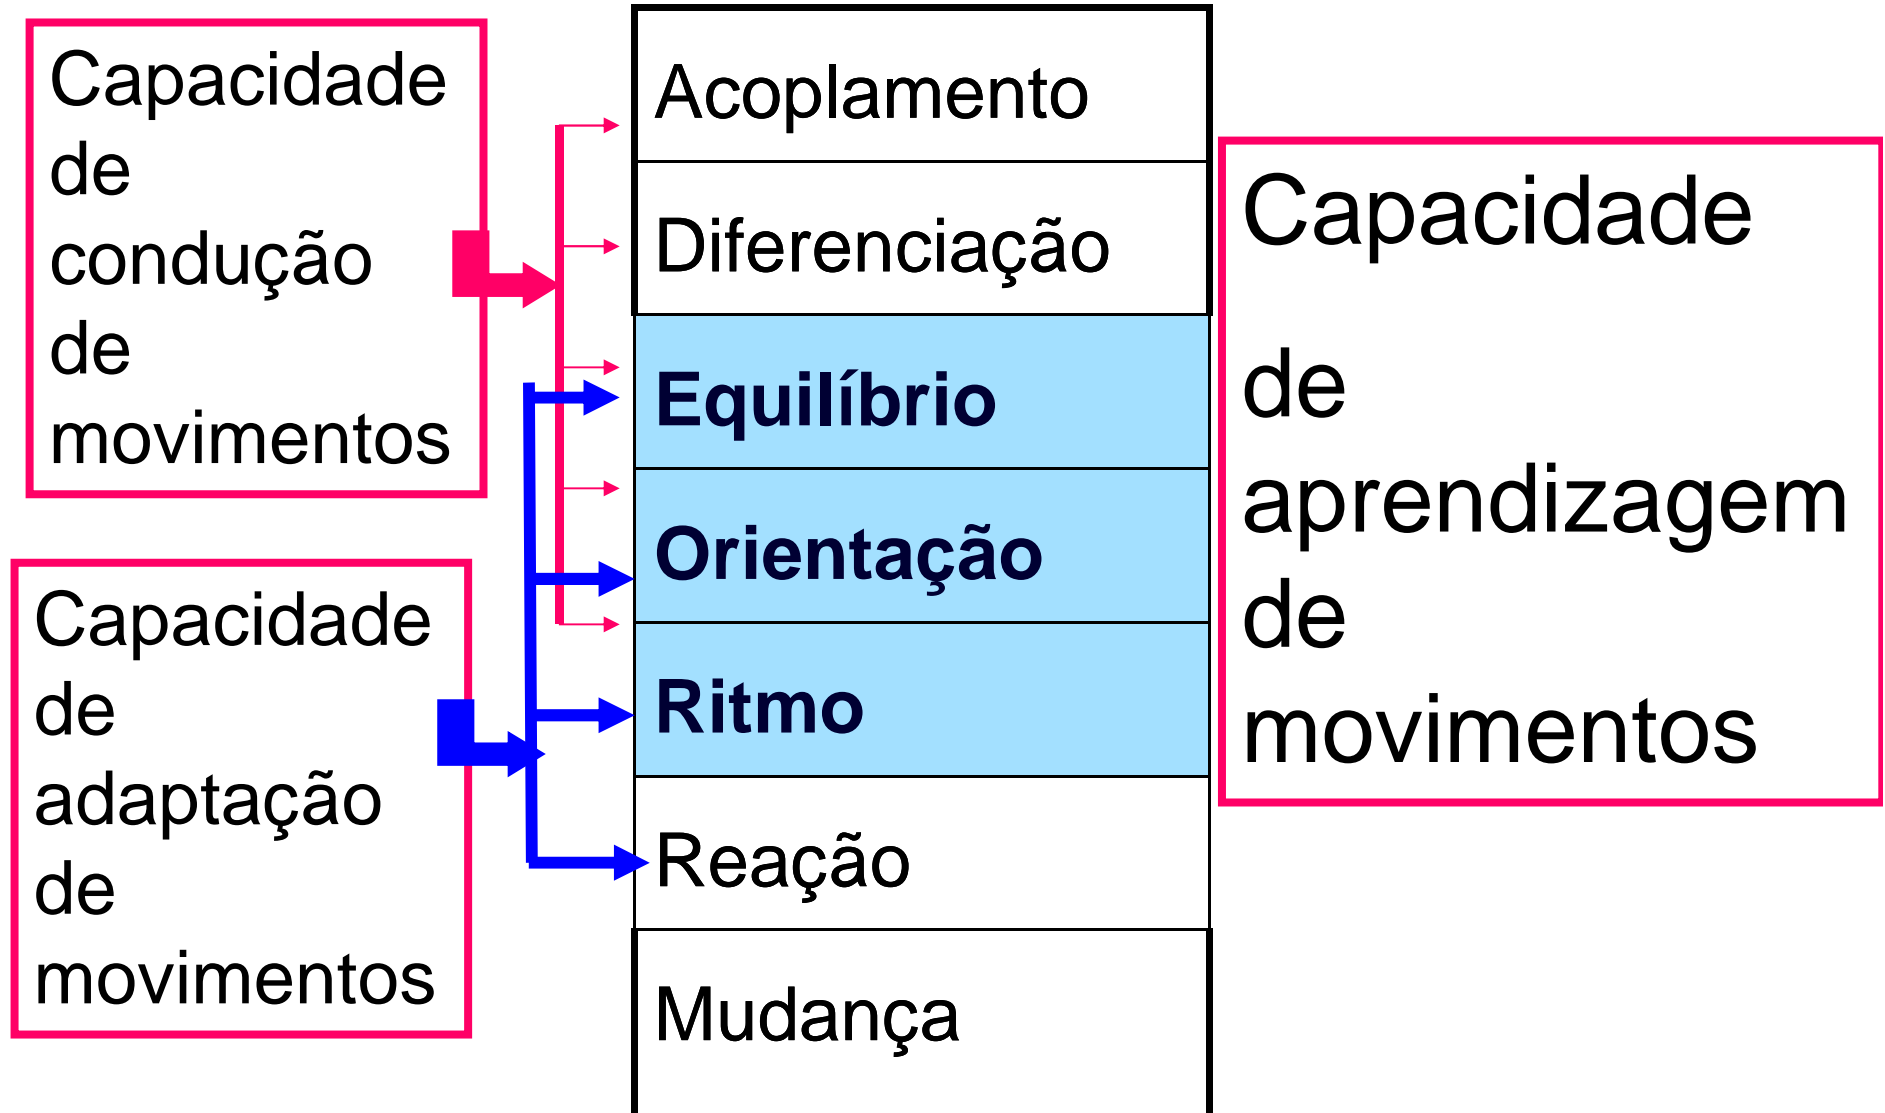 Capacidade
de
condução
de
movimentos
Capacidade
de
adaptação
de
movimentos
Acoplamento
Diferenciação
Equilíbrio
Orientação
Ritmo
Reação
Mudança
Capacidade
de
aprendizagem
de
movimentos